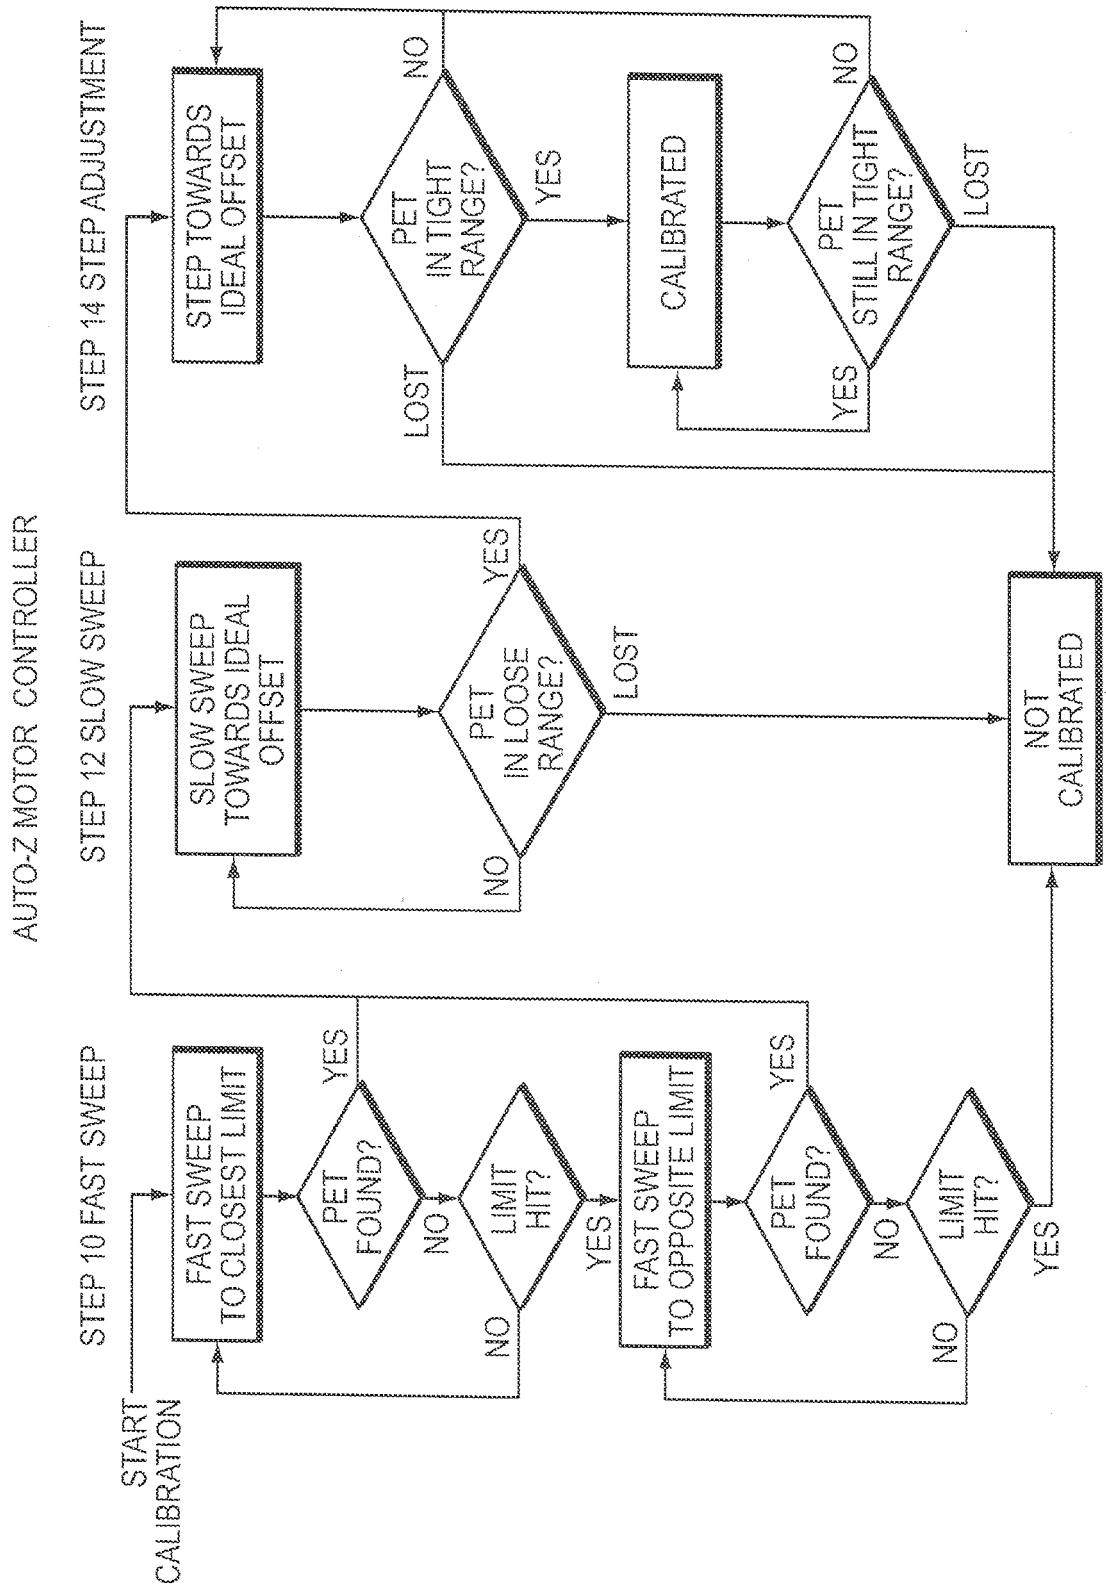 AUTO-Z MOTOR CONTROLLER
STEP 10 FAST SWEEP
START
CALIBRATION
FAST SWEEP
TO CLOSEST LIMIT
PET
FOUND?
YES
NO
LIMIT
HIT?
NO
YES
FAST SWEEP
TO OPPOSITE LIMIT
PET
FOUND?
YES
NO
LIMIT
HIT?
NO
YES
STEP 12 SLOW SWEEP
SLOW SWEEP
TOWARDS IDEAL
OFFSET
PET
IN LOOSE
RANGE?
NO
YES
LOST
NOT
CALIBRATED
STEP 14 STEP ADJUSTMENT
STEP TOWARDS
IDEAL OFFSET
PET
IN TIGHT
RANGE?
LOST
NO
YES
CALIBRATED
PET
STILL IN TIGHT
RANGE?
YES
NO
LOST